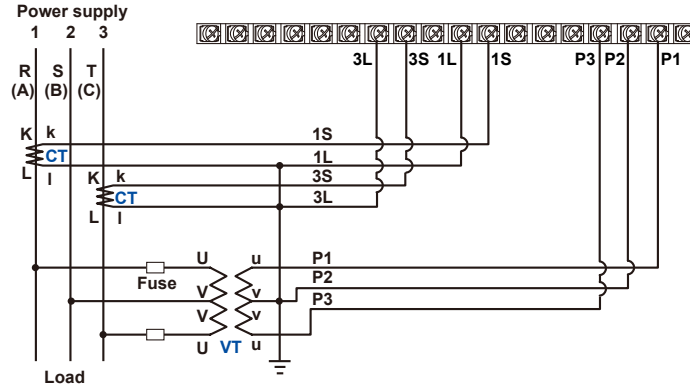 Power supply
1 2 3
R S T
(A) (B) (C)
3L 3S 1L 1S P3 P2 P1
K k 1S
CT
L l 1L
K k 3S
CT
L l 3L
U u P1
Fuse
P2
V v
V v P3
U VT u
Load